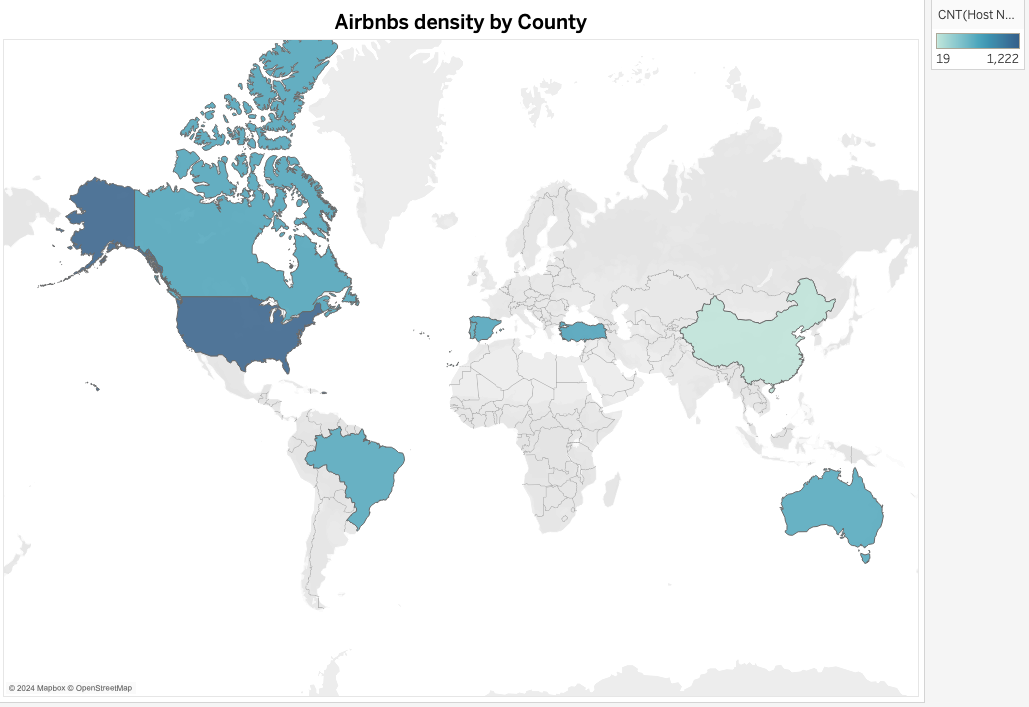 Airbnbs density by County
CNT(Host N...
19 1,222
© 2024 Mapbox © OpenStreetMap